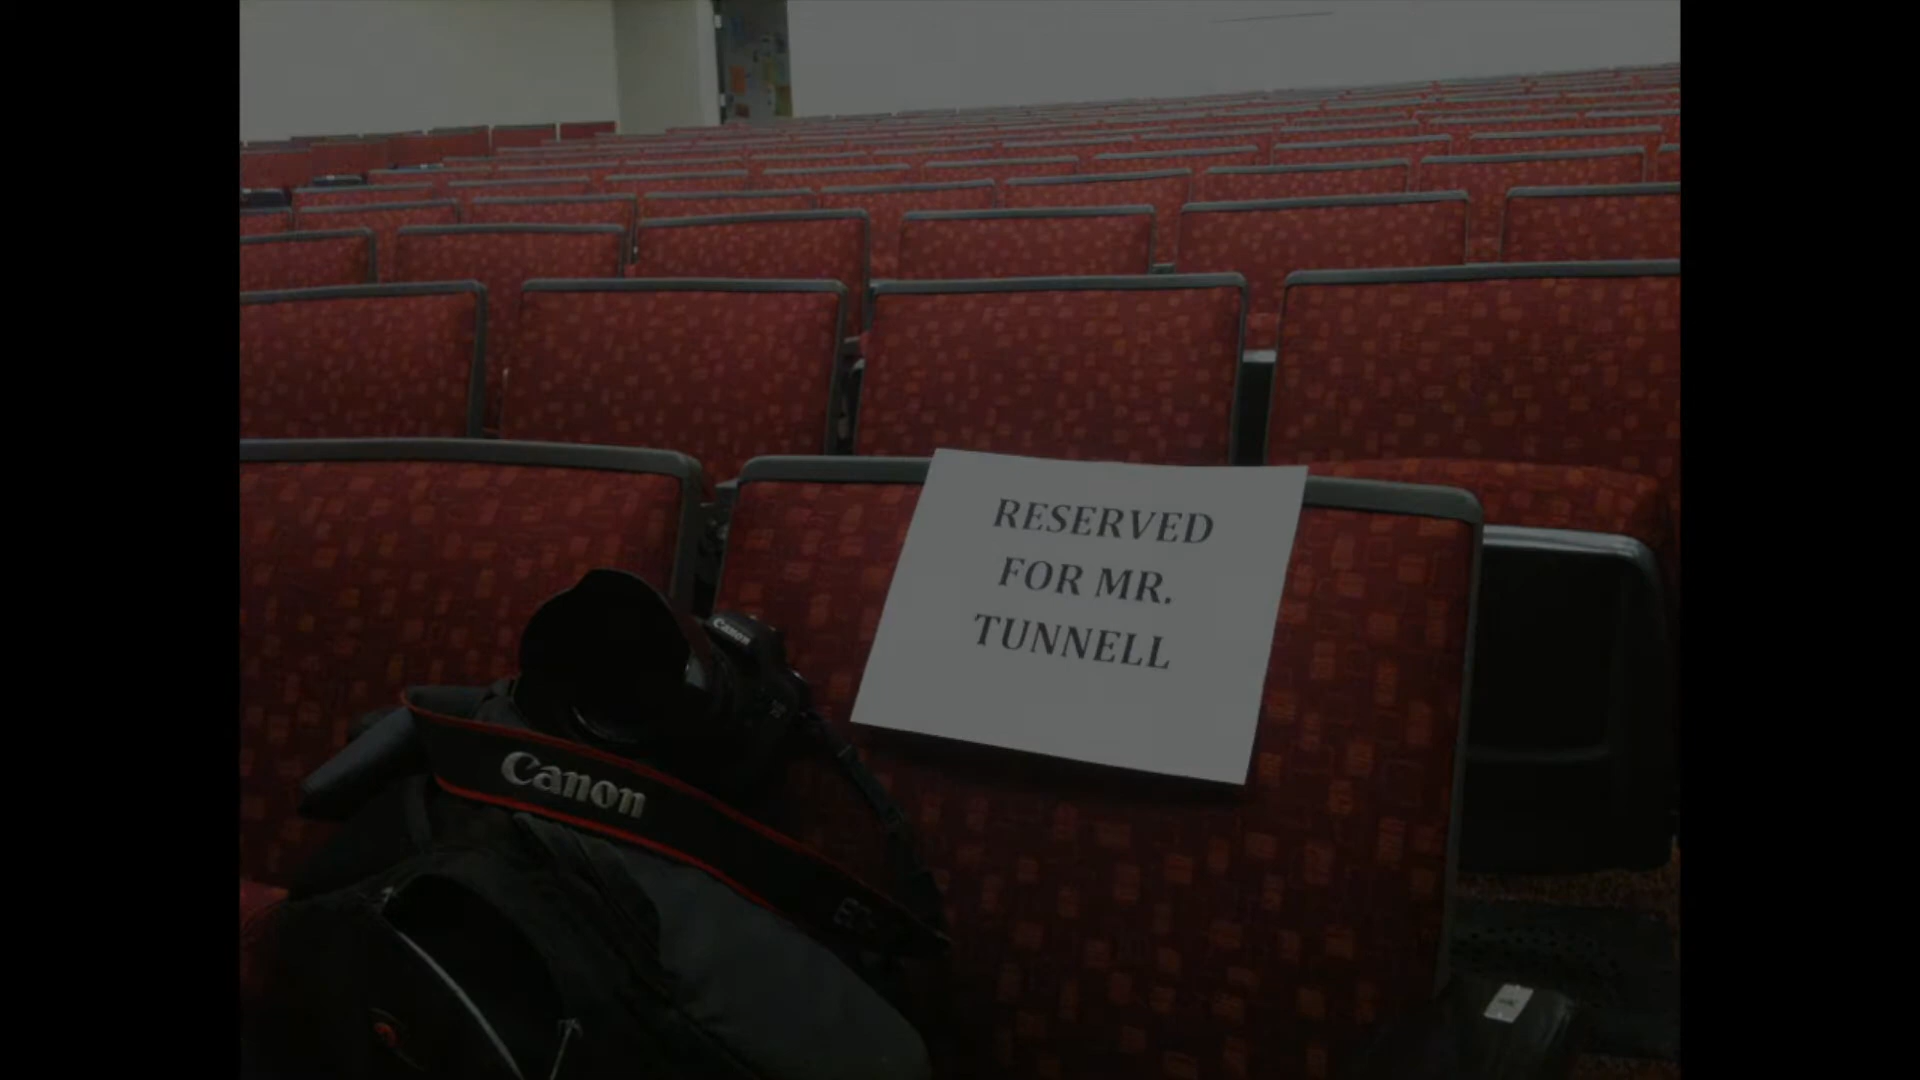 RESERVED
FOR MR.
TUNNELL
Canon
Canon